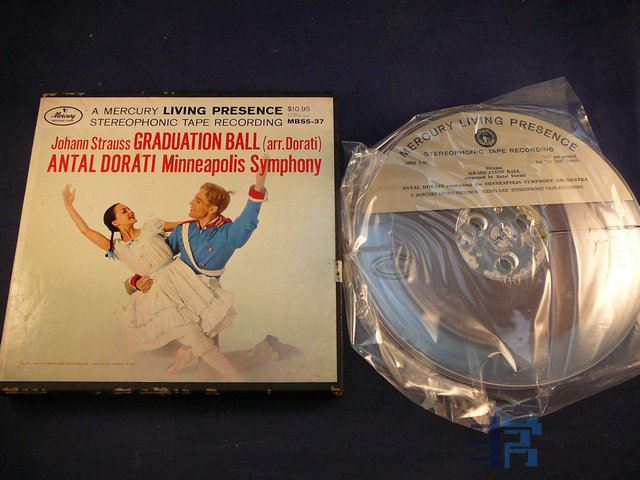 Mercury
A MERCURY LIVING PRESENCE $10.95
STEREOPHONIC TAPE RECORDING MBS5-37
Johann Strauss GRADUATION BALL (arr. Dorati)
ANTAL DORATI Minneapolis Symphony
MERCURY LIVING PRESENCE
STEREOPHONIC TAPE RECORDING
Strauss
GRADUATION BALL
arranged by Antal Dorati
ANTAL DORATI conducting the MINNEAPOLIS SYMPHONY ORCHESTRA
A MERCURY LIVING PRESENCE STEREOPHONIC TAPE RECORDING